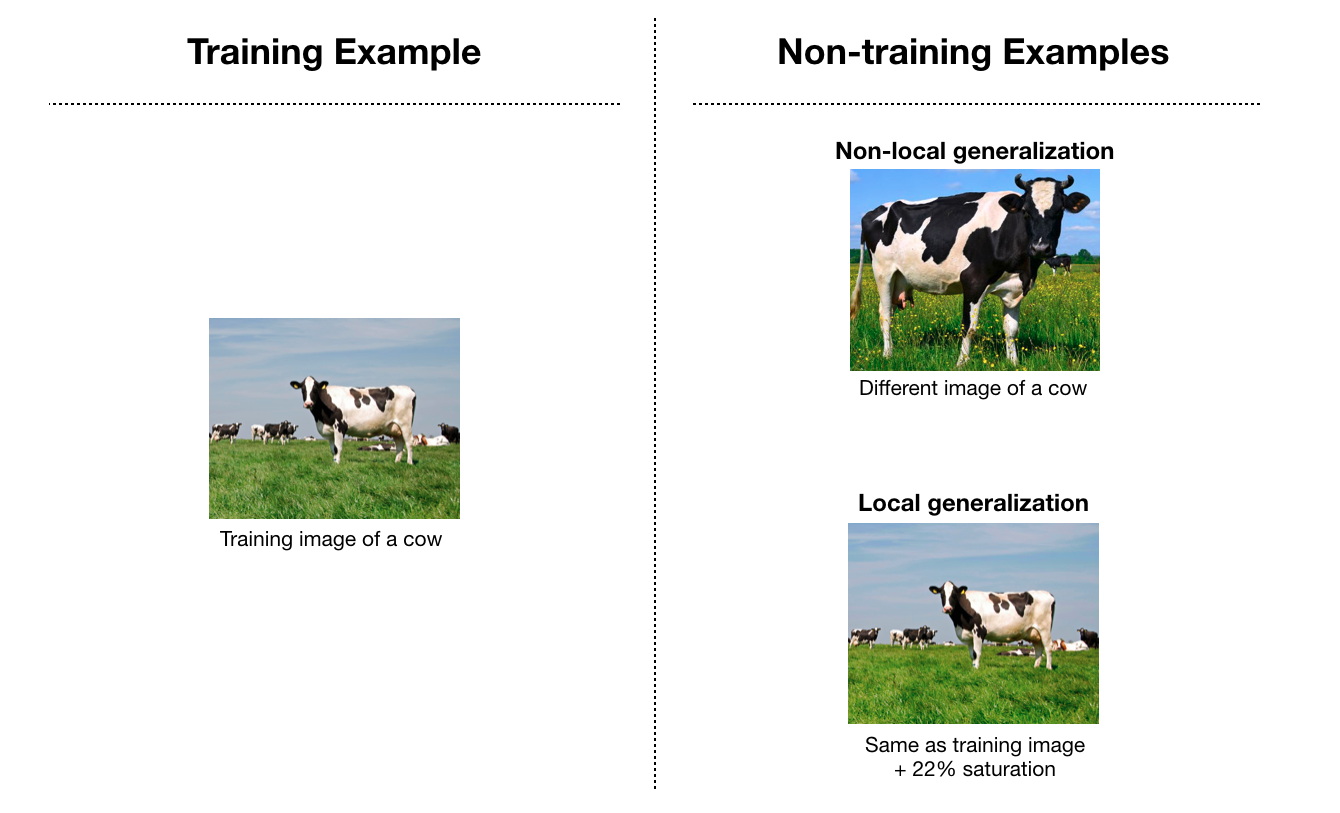 Training Example
Training image of a cow
Non-training Examples
Non-local generalization
Different image of a cow
Local generalization
Same as training image
+ 22% saturation